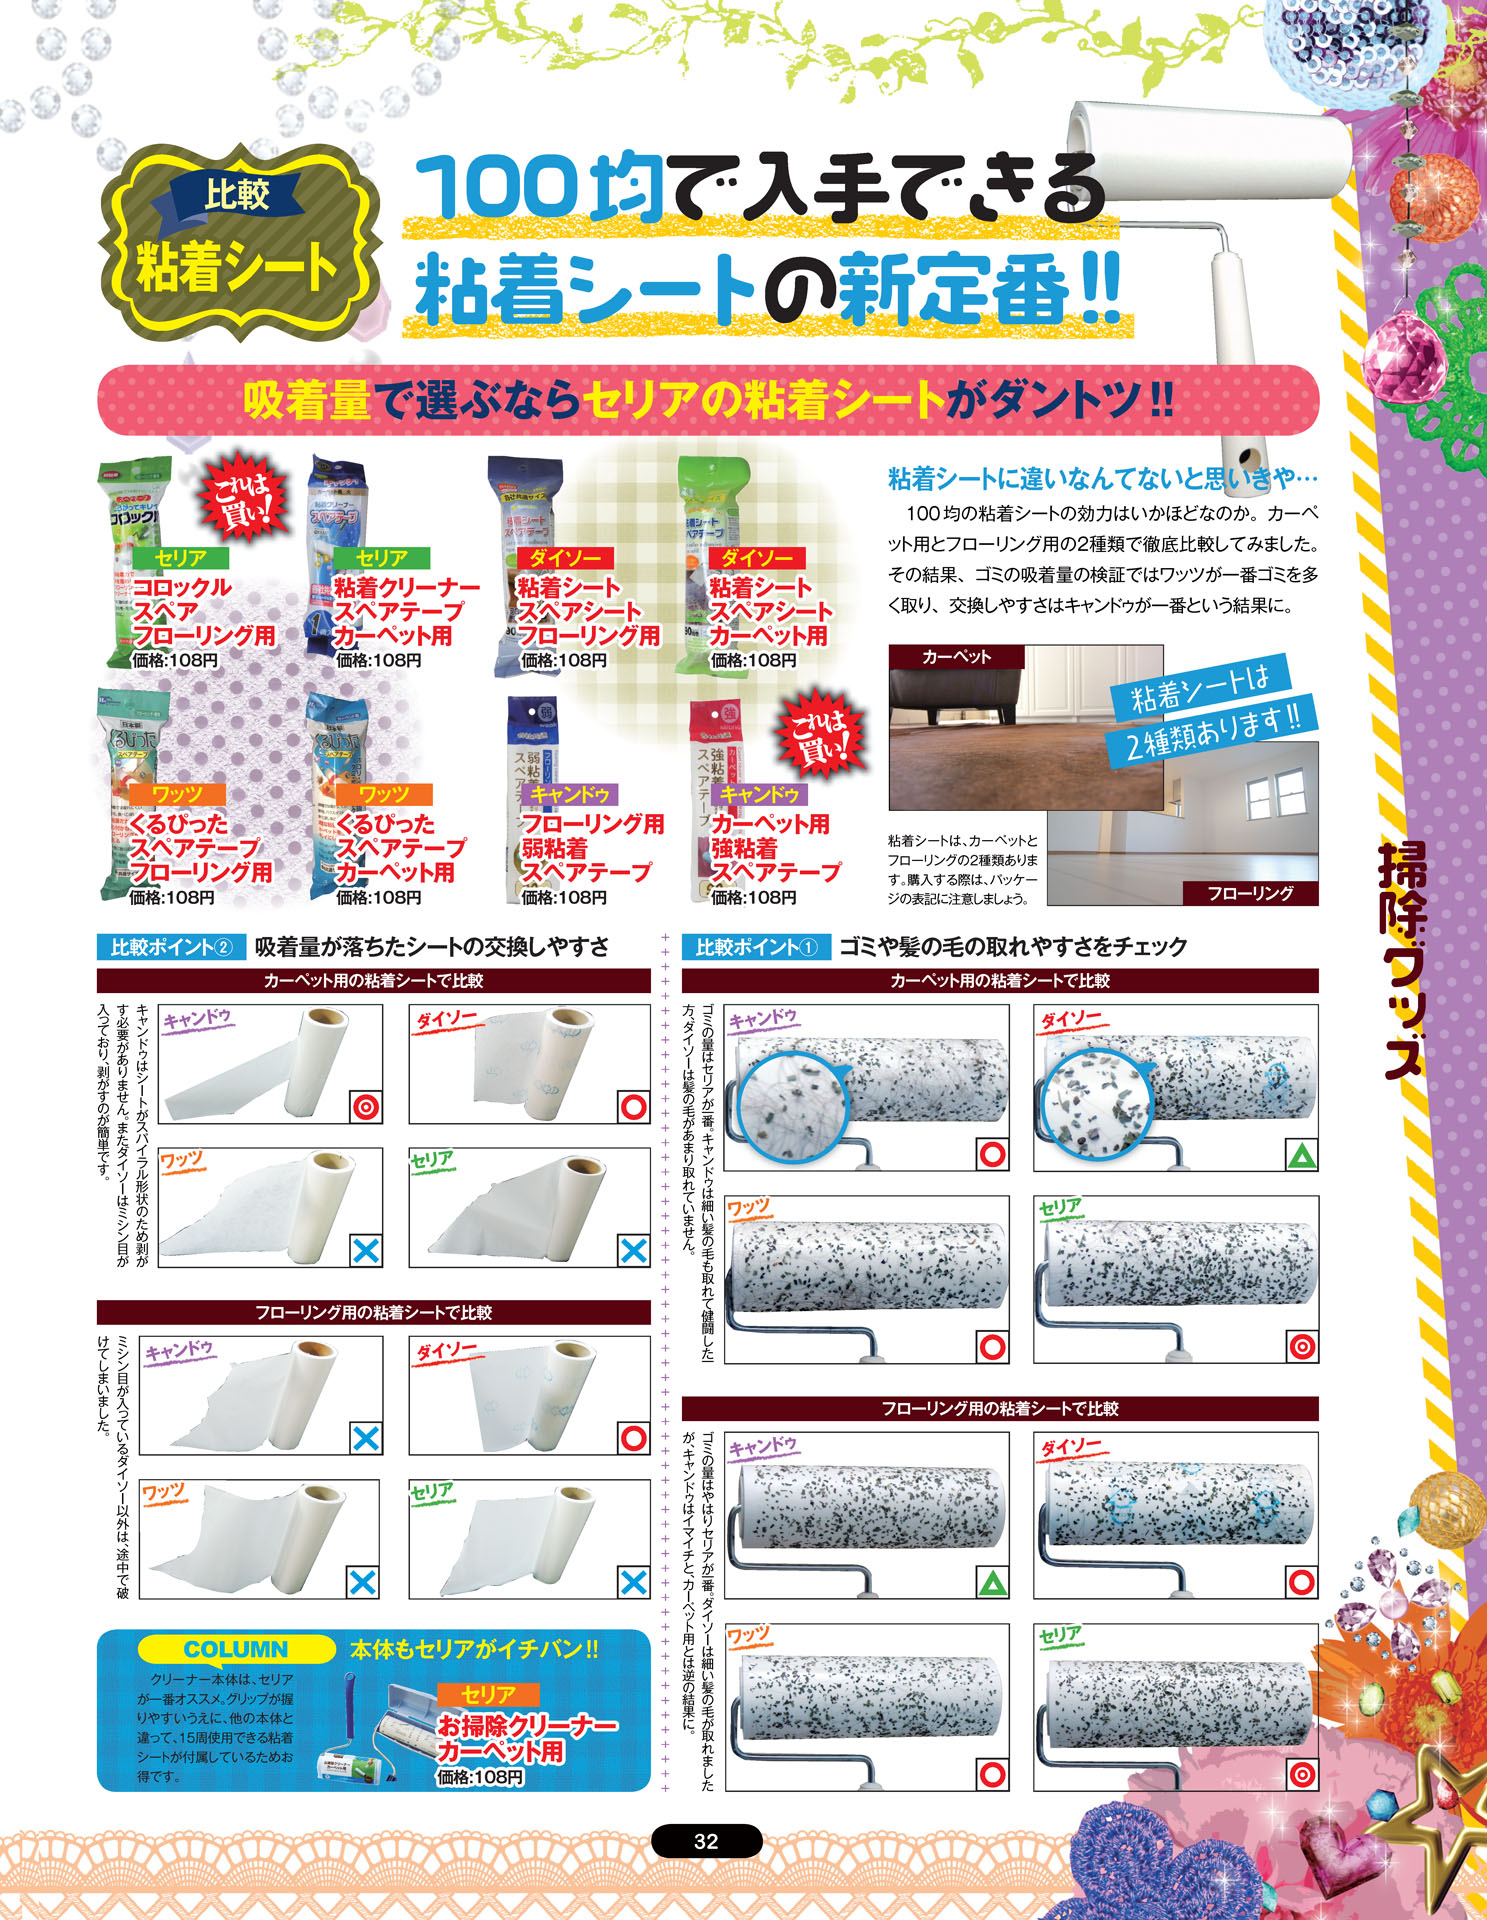 比較
粘着シート
100均で入手できる
粘着シートの新定番!!
吸着量で選ぶならセリアの粘着シートがダントツ!!
これは
買い!
セリア
コロックル
スペア
フローリング用
価格:108円
セリア
粘着クリーナー
スペアテープ
カーペット用
価格:108円
ダイソー
粘着シート
スペアシート
フローリング用
価格:108円
ダイソー
粘着シート
スペアシート
カーペット用
価格:108円
ワッツ
くるぴった
スペアテープ
フローリング用
価格:108円
ワッツ
くるぴった
スペアテープ
カーペット用
価格:108円
キャンドゥ
フローリング用
弱粘着
スペアテープ
価格:108円
これは
買い!
キャンドゥ
カーペット用
強粘着
スペアテープ
価格:108円
粘着シートに違いなんてないと思いきや…
100均の粘着シートの効力はいかほどなのか。カーペ
ット用とフローリング用の2種類で徹底比較してみました。
その結果、ゴミの吸着量の検証ではワッツが一番ゴミを多
く取り、交換しやすさはキャンドゥが一番という結果に。
カーペット
粘着シートは
2種類あります!!
フローリング
粘着シートは、カーペットと
フローリングの2種類ありま
す。購入する際は、パッケー
ジの表記に注意しましょう。
掃除グッズ
比較ポイント① ゴミや髪の毛の取れやすさをチェック
カーペット用の粘着シートで比較
ゴミの量はセリアが一番。キャンドゥは細い髪の毛も取れて健闘した一
方、ダイソーは髪の毛があまり取れていません。
キャンドゥ
ダイソー
ワッツ
セリア
フローリング用の粘着シートで比較
ゴミの量はやはりセリアが一番。ダイソーは細い髪の毛が取れました
が、キャンドゥはイマイチと、カーペット用とは逆の結果に。
キャンドゥ
ダイソー
ワッツ
セリア
比較ポイント② 吸着量が落ちたシートの交換しやすさ
カーペット用の粘着シートで比較
キャンドゥはシートがスパイラル形状のため剥が
す必要がありません。またダイソーはミシン目が
入っており、剥がすのが簡単です。
キャンドゥ
ダイソー
ワッツ
セリア
フローリング用の粘着シートで比較
ミシン目が入っているダイソー以外は、途中で破
けてしまいました。
キャンドゥ
ダイソー
ワッツ
セリア
COLUMN 本体もセリアがイチバン!!
クリーナー本体は、セリア
が一番オススメ。グリップが握
りやすいうえに、他の本体と
違って、15周使用できる粘着
シートが付属しているためお
得です。
セリア
お掃除クリーナー
カーペット用
価格:108円
32